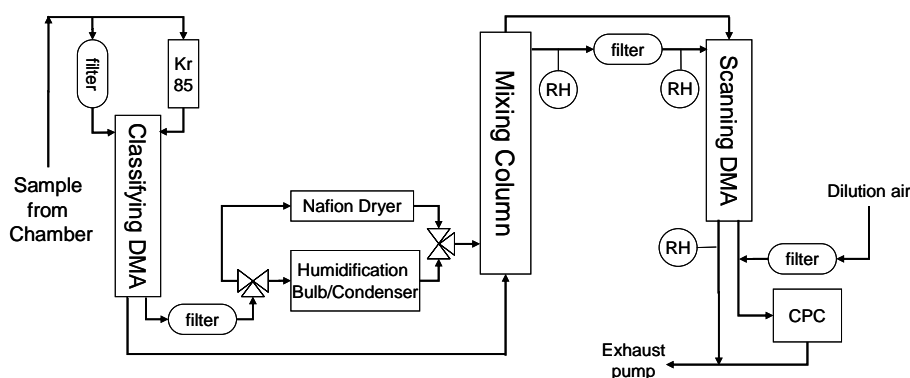 Sample
from
Chamber
filter
Kr
85
Classifying DMA
filter
Nafion Dryer
Humidification
Bulb/Condenser
Mixing Column
RH
filter
RH
Scanning DMA
RH
Dilution air
filter
CPC
Exhaust
pump